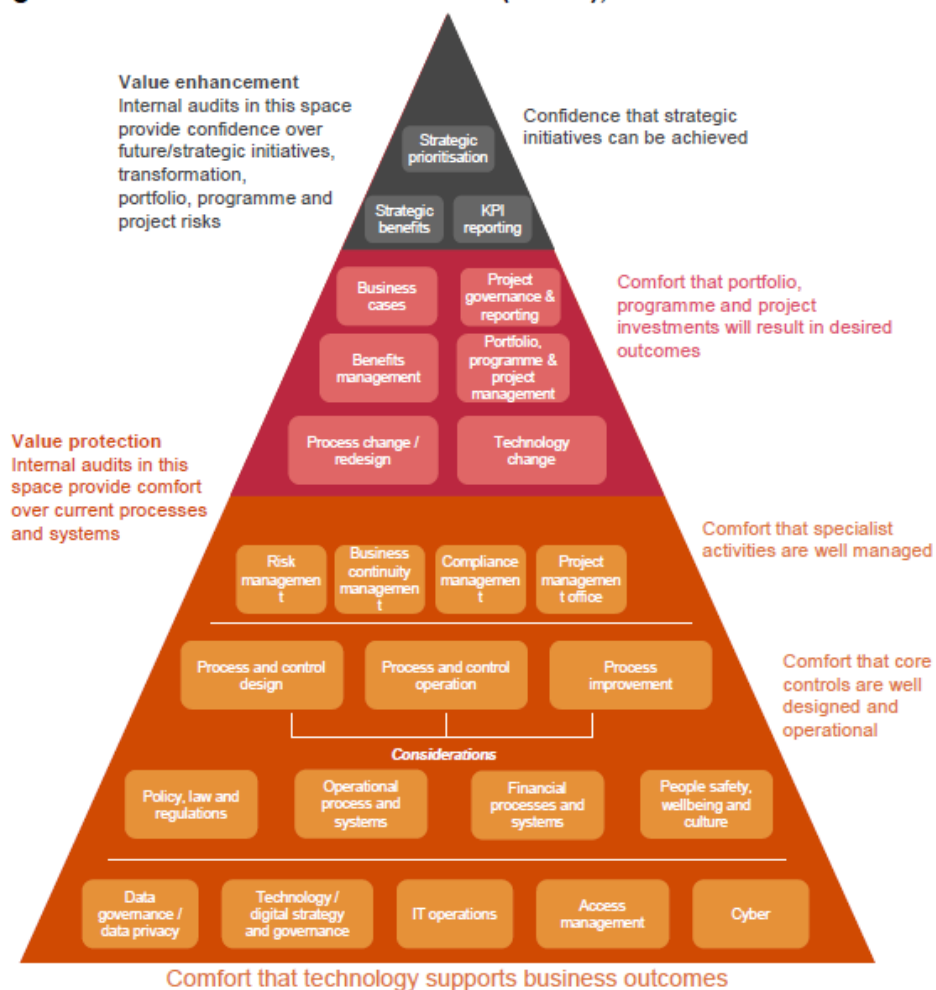 Value enhancement
Internal audits in this space
provide confidence over
future/strategic initiatives,
transformation,
portfolio, programme and
project risks
Confidence that strategic
initiatives can be achieved
Strategic
prioritisation
Strategic
benefits
KPI
reporting
Business
cases
Project
governance &
reporting
Comfort that portfolio,
programme and project
investments will result in desired
outcomes
Benefits
management
Portfolio,
programme &
project
management
Process change /
redesign
Technology
change
Value protection
Internal audits in this
space provide comfort
over current processes
and systems
Comfort that specialist
activities are well managed
Risk
managemen
t
Business
continuity
managemen
t
Compliance
managemen
t
Project
managemen
t office
Process and control
design
Process and control
operation
Process
improvement
Comfort that core
controls are well
designed and
operational
Considerations
Policy, law and
regulations
Operational
process and
systems
Financial
processes and
systems
People safety,
wellbeing and
culture
Data
governance /
data privacy
Technology /
digital strategy
and governance
IT operations
Access
management
Cyber
Comfort that technology supports business outcomes